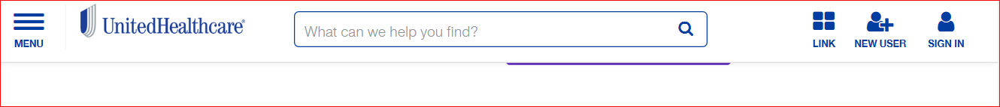 MENU
UnitedHealthcare®
What can we help you find?
LINK
NEW USER
SIGN IN